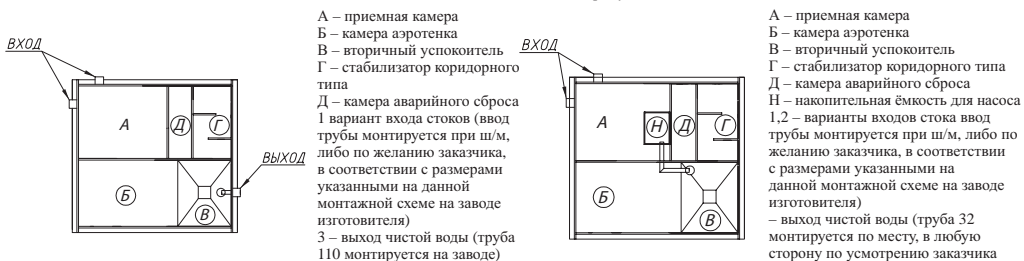 ВХОД
А
Д
Г
ВЫХОД
Б
В
А – приемная камера
Б – камера аэротенка
В – вторичный успокоитель
Г – стабилизатор коридорного
типа
Д – камера аварийного сброса
1 вариант входа стоков (ввод
трубы монтируется при ш/м,
либо по желанию заказчика,
в соответствии с размерами
указанными на данной
монтажной схеме на заводе
изготовителя)
3 – выход чистой воды (труба
110 монтируется на заводе)
ВХОД
А
Н
Д
Г
Б
В
А – приемная камера
Б – камера аэротенка
В – вторичный успокоитель
Г – стабилизатор коридорного типа
Д – камера аварийного сброса
Н – накопительная ёмкость для насоса
1,2 – варианты входов стока ввод
трубы монтируется при ш/м, либо по
желанию заказчика, в соответствии
с размерами указанными на
данной монтажной схеме на заводе
изготовителя)
– выход чистой воды (труба 32
монтируется по месту, в любую
сторону по усмотрению заказчика